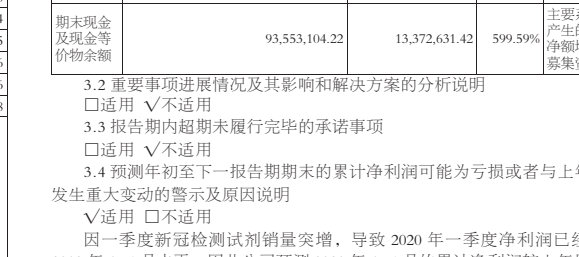 期末现金
及现金等
价物余额
93,553,104.22
13,372,631.42
599.59%
主要
产生的
净额
募集
3.2 重要事项进展情况及其影响和解决方案的分析说明
□适用 √不适用
3.3 报告期内超期未履行完毕的承诺事项
□适用 √不适用
3.4 预测年初至下一报告期期末的累计净利润可能为亏损或者与上年
发生重大变动的警示及原因说明
√适用 □不适用
因一季度新冠检测试剂销量突增，导致 2020 年一季度净利润已经